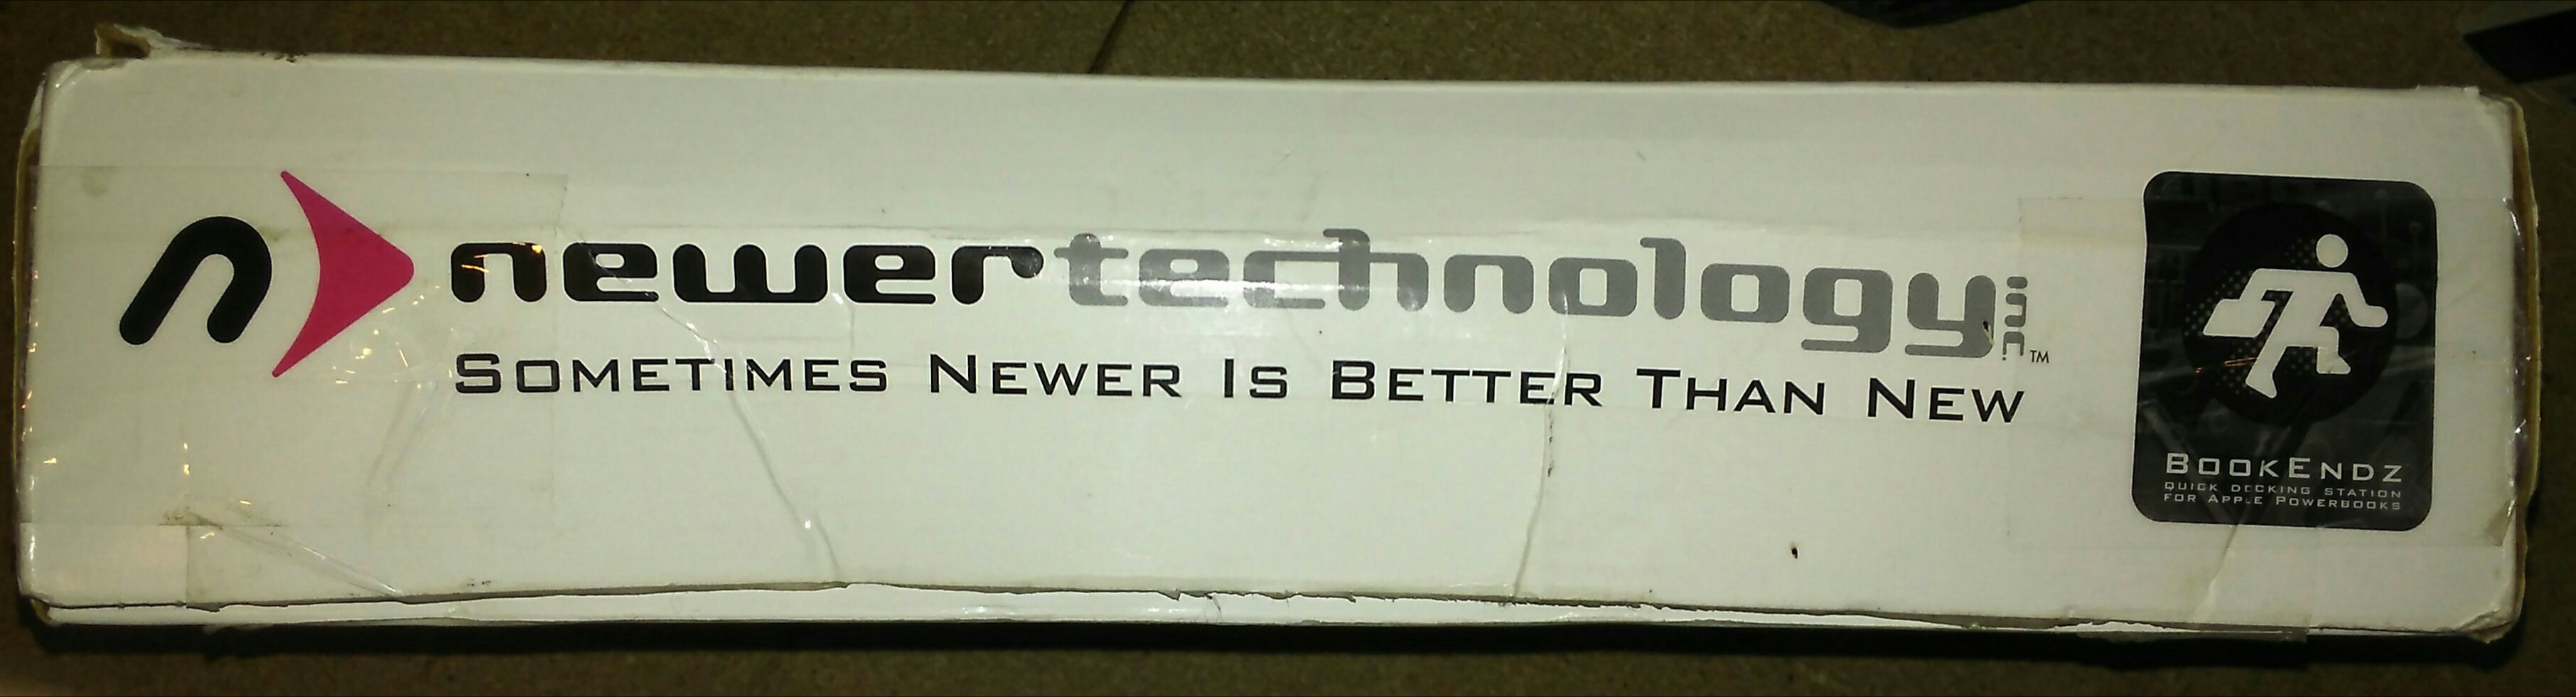 n newertechnology inc TM
SOMETIMES NEWER IS BETTER THAN NEW
BOOKENDZ
QUICK DOCKING STATION
FOR APPLE POWERBOOKS